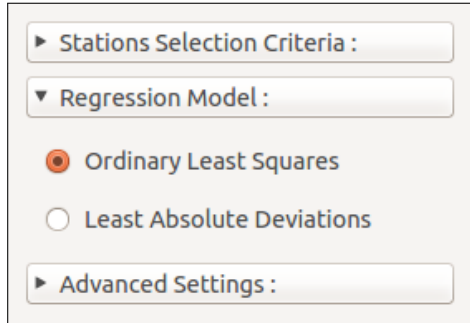 Stations Selection Criteria :
Regression Model :
Ordinary Least Squares
Least Absolute Deviations
Advanced Settings :